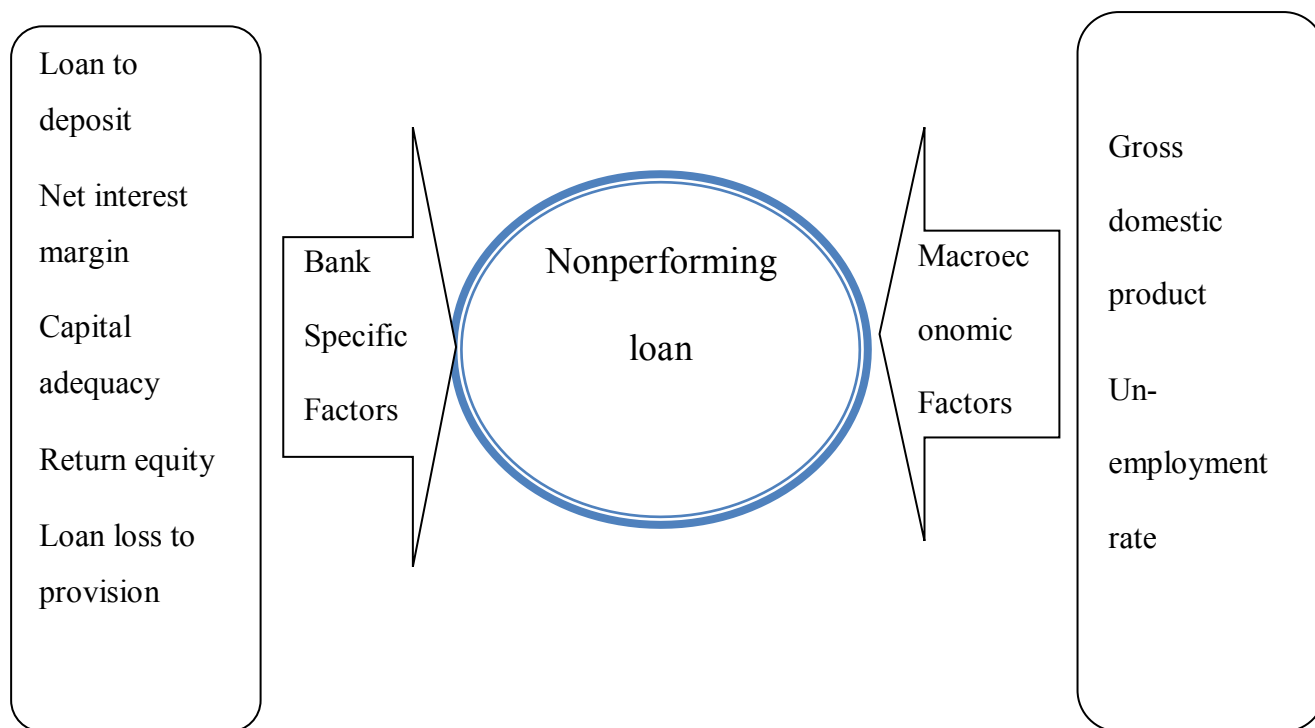 Loan to
deposit
Net interest
margin
Capital
adequacy
Return equity
Loan loss to
provision
Bank
Specific
Factors
Nonperforming
loan
Macroec
onomic
Factors
Gross
domestic
product
Un-
employment
rate